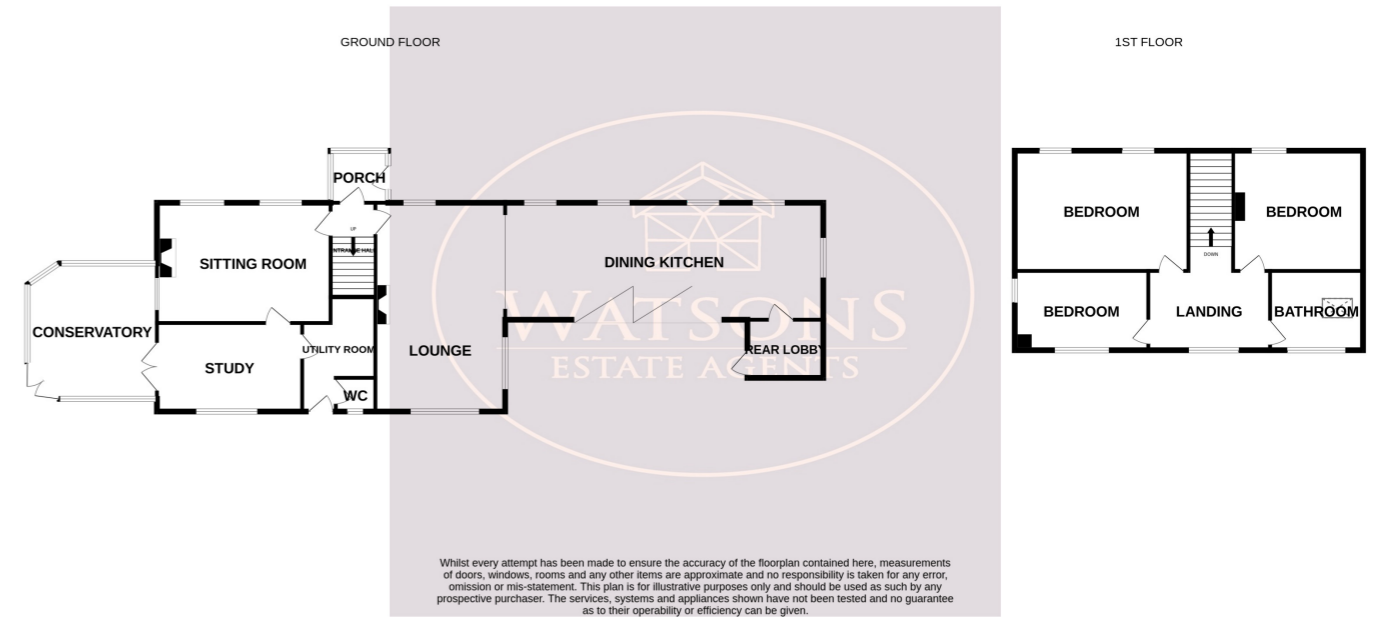 GROUND FLOOR
1ST FLOOR
PORCH
UP
ENTRANCE HALL
SITTING ROOM
CONSERVATORY
STUDY
UTILITY ROOM
WC
LOUNGE
DINING KITCHEN
REAR LOBBY
WATSONS
ESTATE AGENTS
BEDROOM
BEDROOM
DOWN
BEDROOM
LANDING
BATHROOM
Whilst every attempt has been made to ensure the accuracy of the floorplan contained here, measurements
of doors, windows, rooms and any other items are approximate and no responsibility is taken for any error,
omission or mis-statement. This plan is for illustrative purposes only and should be used as such by any
prospective purchaser. The services, systems and appliances shown have not been tested and no guarantee
as to their operability or efficiency can be given.